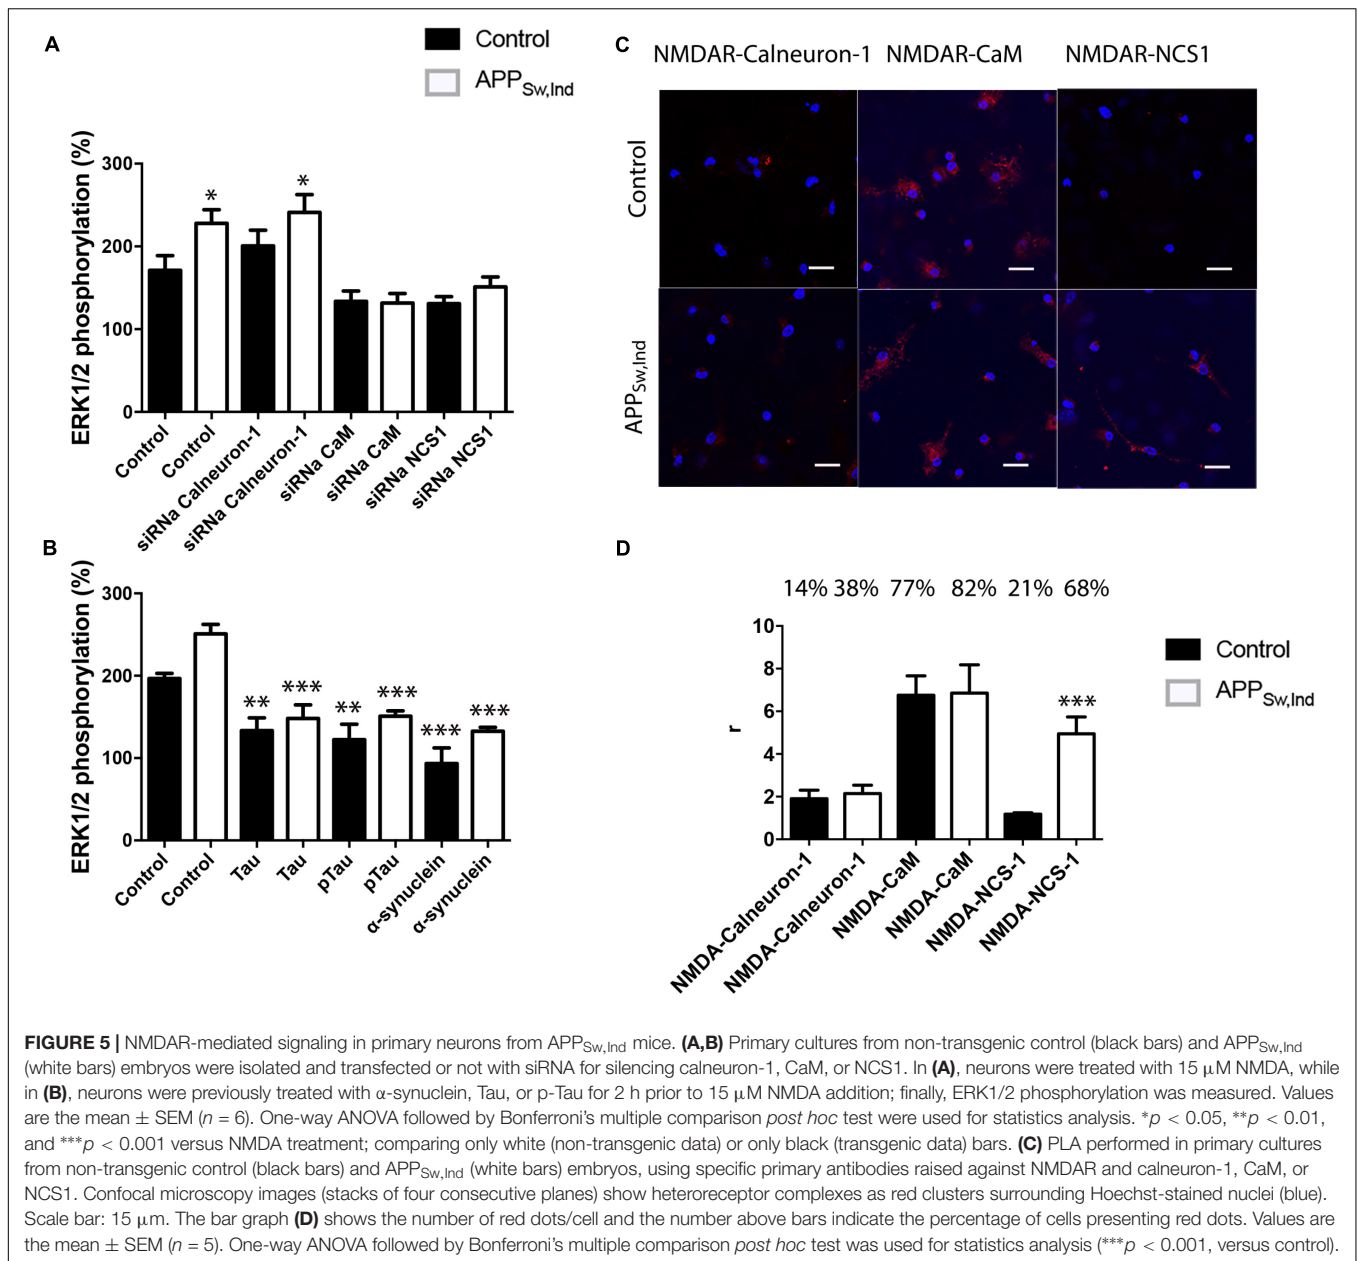 A
Control
APP Sw,Ind
ERK1/2 phosphorylation (%)
300
200
100
0
*
*
Control
Control
siRNa Calneuron-1
siRNa Calneuron-1
siRNa CaM
siRNa CaM
siRNa NCS1
siRNa NCS1
B
ERK1/2 phosphorylation (%)
300
200
100
0
**
***
**
***
***
***
Control
Control
Tau
Tau
pTau
pTau
α-synuclein
α-synuclein
C
NMDAR-Calneuron-1 NMDAR-CaM NMDAR-NCS1
Control
APP Sw,Ind
D
14% 38% 77% 82% 21% 68%
r
10
8
6
4
2
0
***
Control
APP Sw,Ind
NMDA-Calneuron-1
NMDA-Calneuron-1
NMDA-CaM
NMDA-CaM
NMDA-NCS-1
NMDA-NCS-1
FIGURE 5 | NMDAR-mediated signaling in primary neurons from APP Sw,Ind mice. (A,B) Primary cultures from non-transgenic control (black bars) and APP Sw,Ind
(white bars) embryos were isolated and transfected or not with siRNA for silencing calneuron-1, CaM, or NCS1. In (A), neurons were treated with 15 μM NMDA, while
in (B), neurons were previously treated with α-synuclein, Tau, or p-Tau for 2 h prior to 15 μM NMDA addition; finally, ERK1/2 phosphorylation was measured. Values
are the mean ± SEM (n = 6). One-way ANOVA followed by Bonferroni's multiple comparison post hoc test were used for statistics analysis. *p < 0.05, **p < 0.01,
and ***p < 0.001 versus NMDA treatment; comparing only white (non-transgenic data) or only black (transgenic data) bars. (C) PLA performed in primary cultures
from non-transgenic control (black bars) and APP Sw,Ind (white bars) embryos, using specific primary antibodies raised against NMDAR and calneuron-1, CaM, or
NCS1. Confocal microscopy images (stacks of four consecutive planes) show heteroreceptor complexes as red clusters surrounding Hoechst-stained nuclei (blue).
Scale bar: 15 μm. The bar graph (D) shows the number of red dots/cell and the number above bars indicate the percentage of cells presenting red dots. Values are
the mean ± SEM (n = 5). One-way ANOVA followed by Bonferroni's multiple comparison post hoc test was used for statistics analysis (***p < 0.001, versus control).